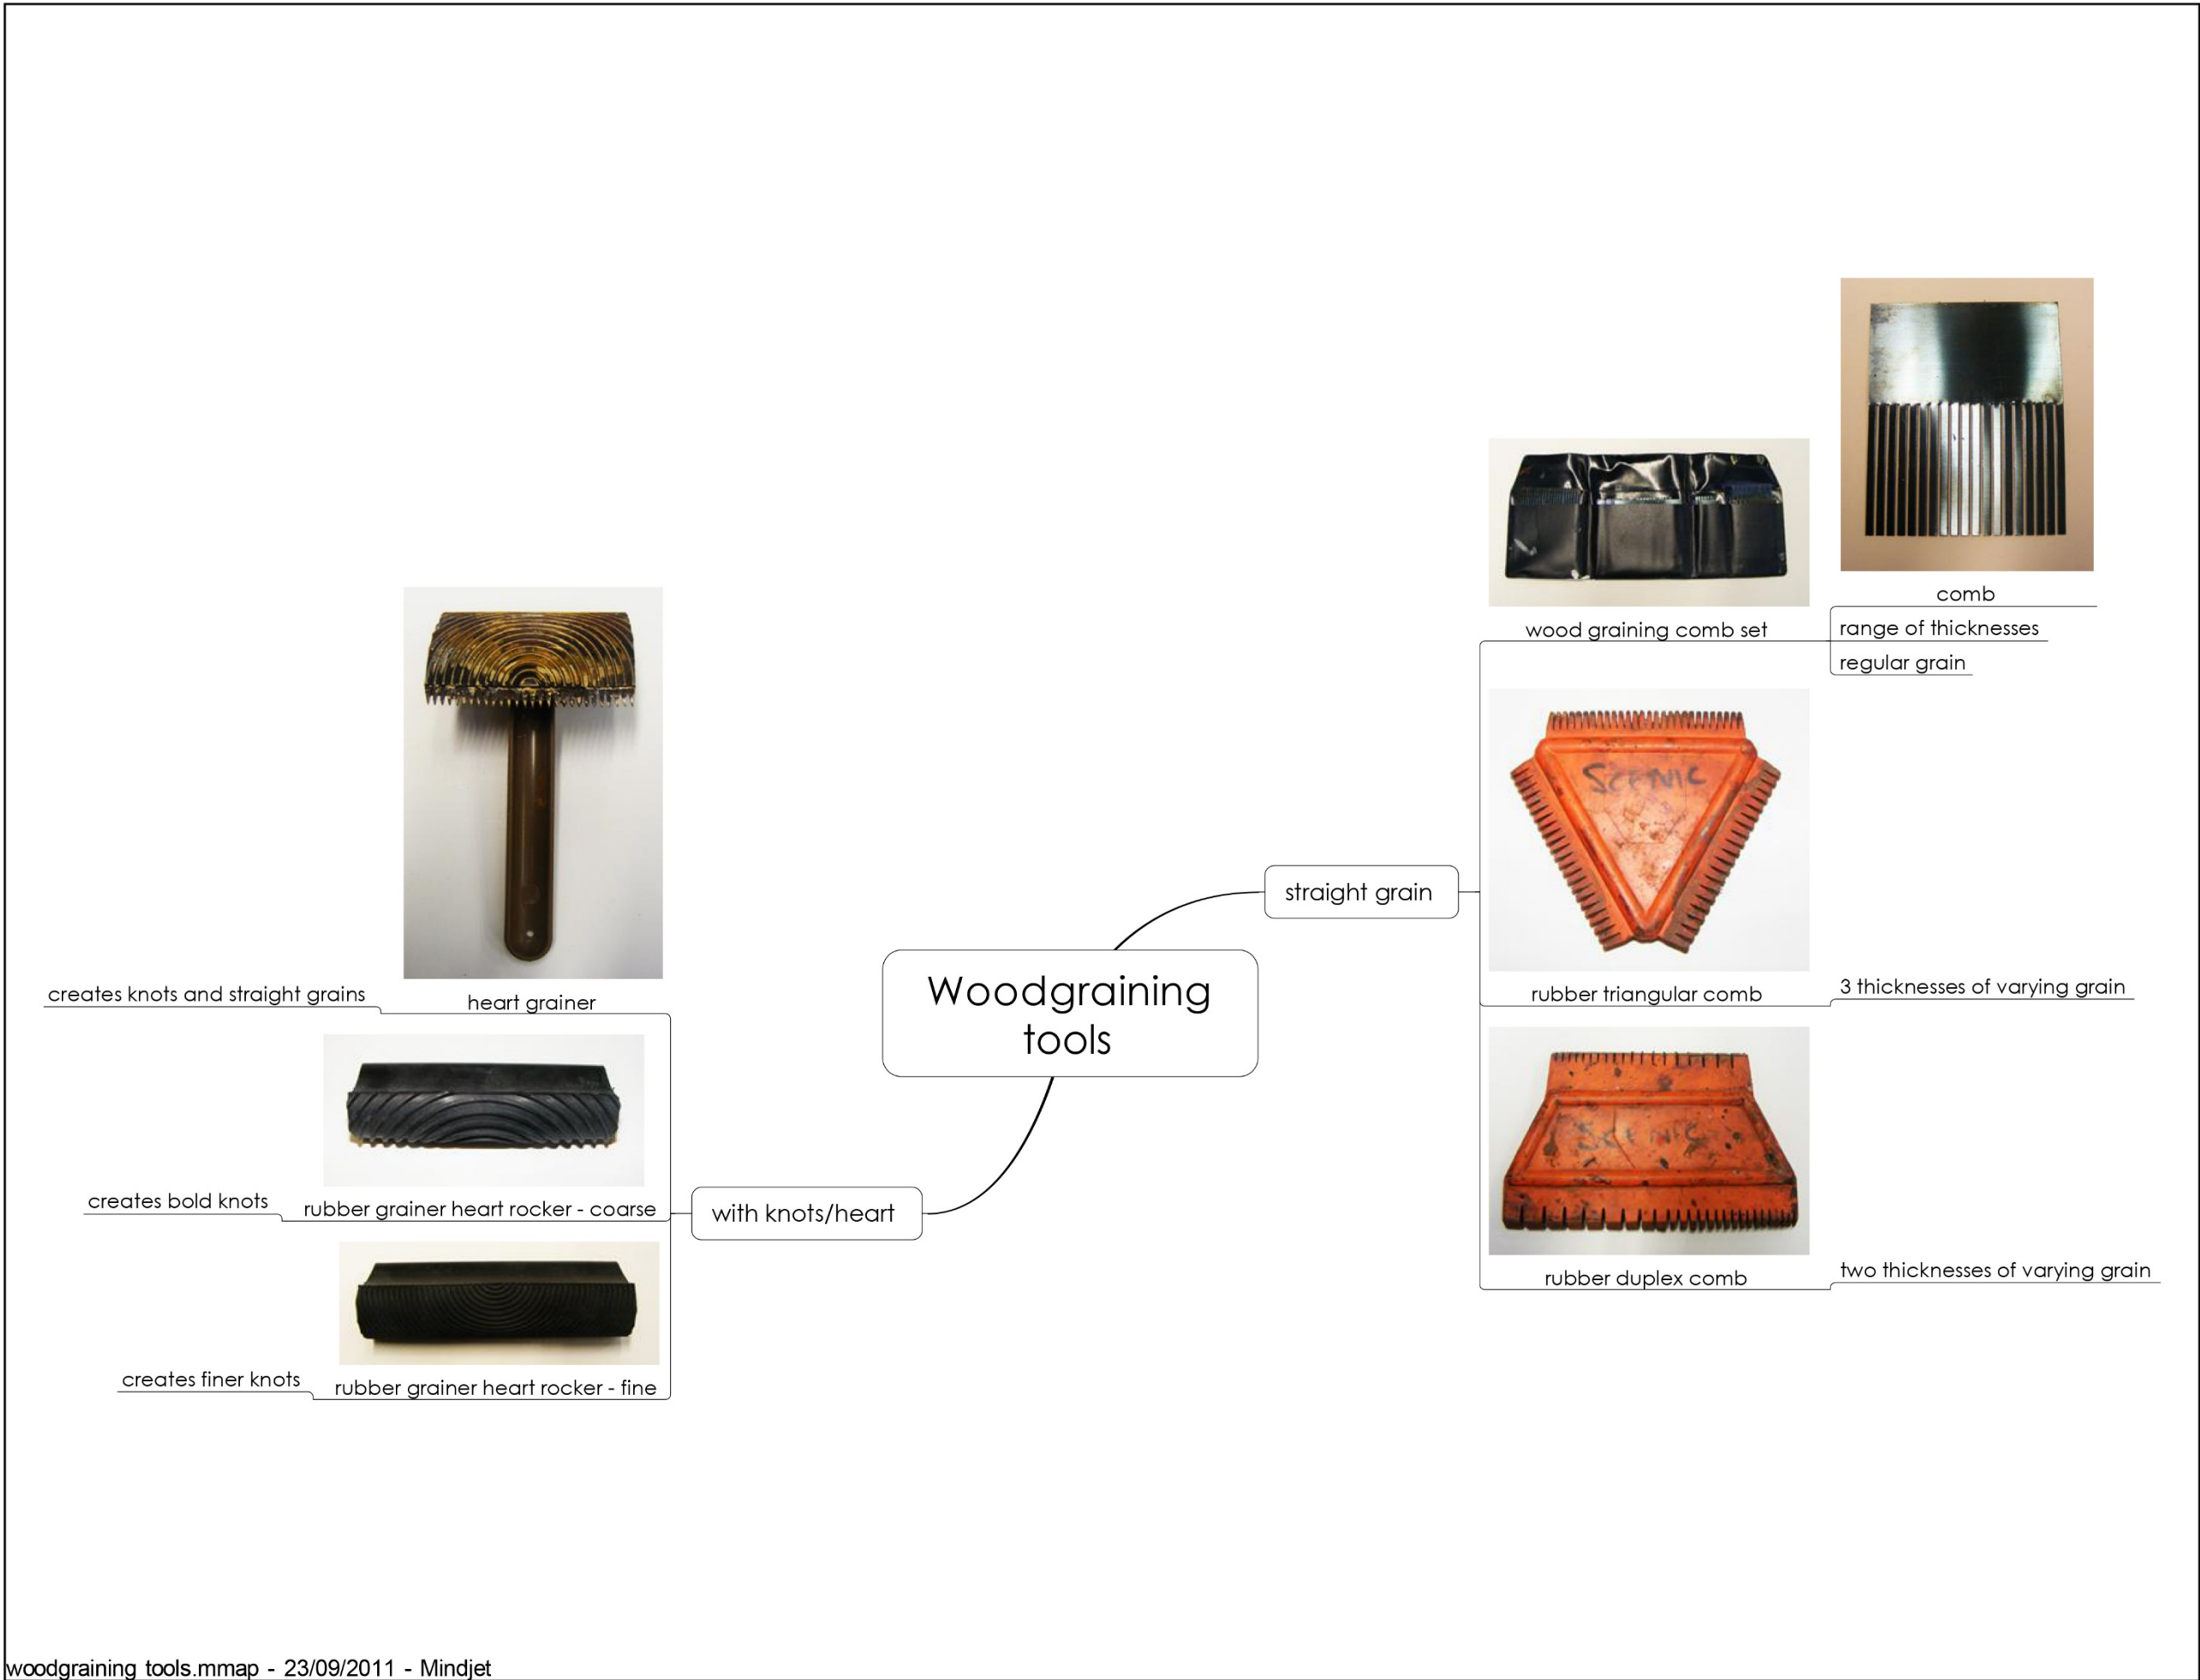 Woodgraining
tools
straight grain
wood graining comb set
comb
range of thicknesses
regular grain
SCENIC
rubber triangular comb
3 thicknesses of varying grain
SCENIC
rubber duplex comb
two thicknesses of varying grain
with knots/heart
heart grainer
creates knots and straight grains
rubber grainer heart rocker - coarse
creates bold knots
rubber grainer heart rocker - fine
creates finer knots
woodgraining tools.mmap - 23/09/2011 - Mindjet